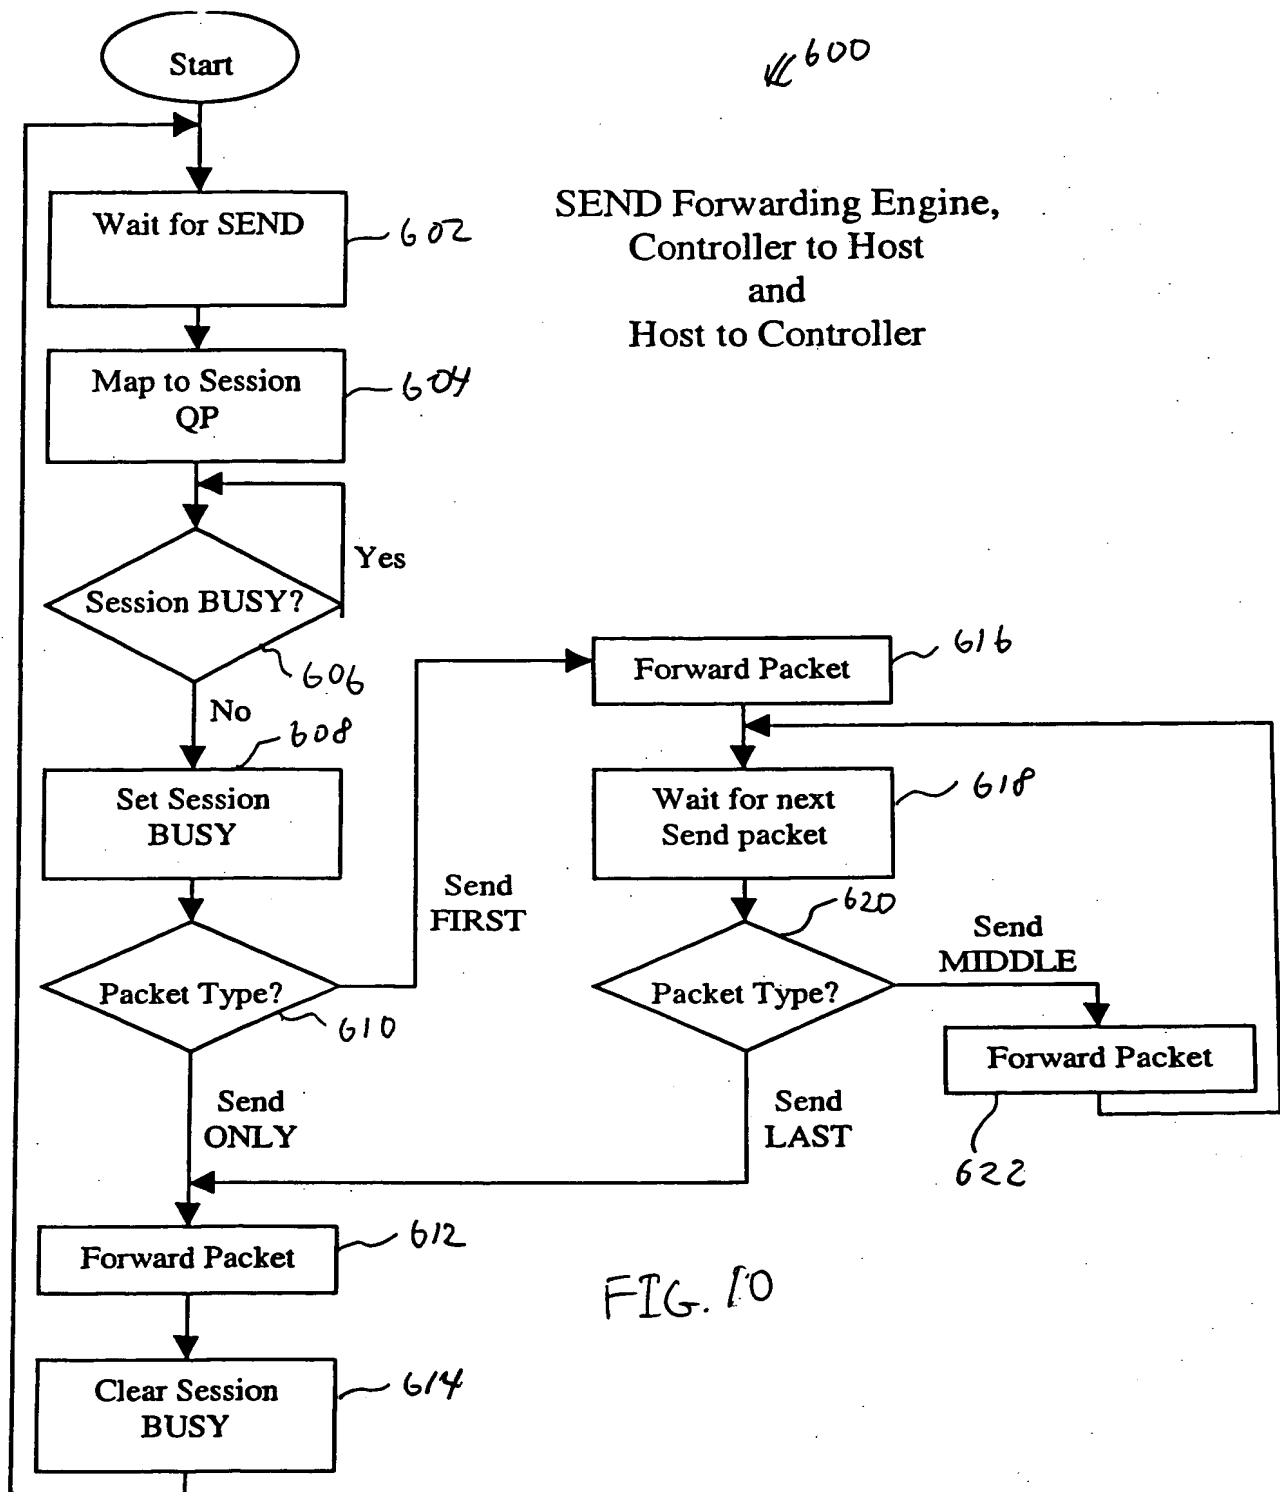 Start
600
SEND Forwarding Engine,
Controller to Host
and
Host to Controller
Wait for SEND
602
Map to Session
QP
604
Yes
Session BUSY?
606
No
608
Set Session
BUSY
Send
FIRST
Packet Type?
610
Send
ONLY
Forward Packet
616
Wait for next
Send packet
618
620
Send
MIDDLE
Packet Type?
Forward Packet
622
Send
LAST
Forward Packet
612
Clear Session
BUSY
614
FIG. 10